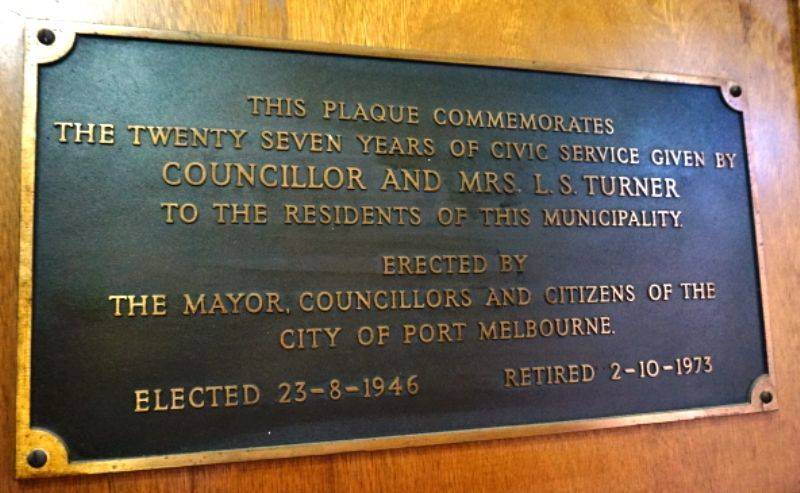 THIS PLAQUE COMMEMORATES
THE TWENTY SEVEN YEARS OF CIVIC SERVICE GIVEN BY
COUNCILLOR AND MRS. L. S. TURNER
TO THE RESIDENTS OF THIS MUNICIPALITY.
ERECTED BY
THE MAYOR, COUNCILLORS AND CITIZENS OF THE
CITY OF PORT MELBOURNE.
ELECTED 23-8-1946 RETIRED 2-10-1973